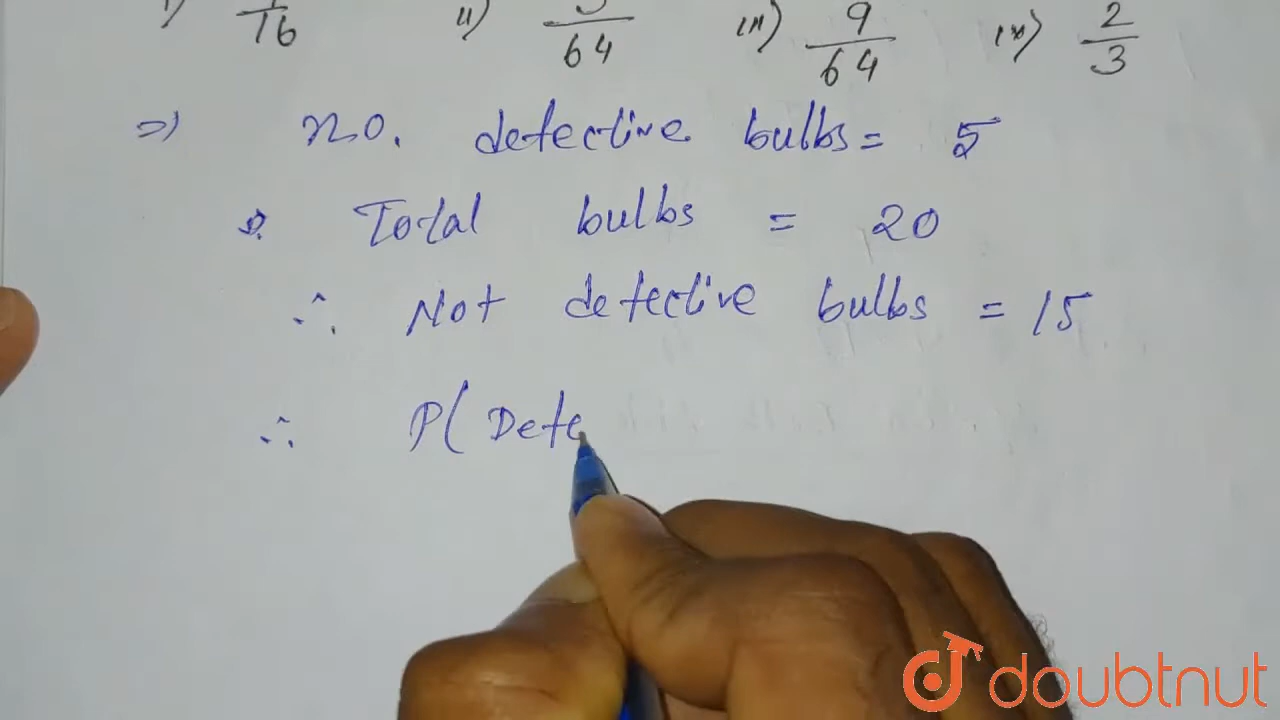 i) 1/16 ii) 3/64 iii) 9/64 iv) 2/3
=> no. defective bulbs = 5
Total bulbs = 20
∴ Not defective bulbs = 15
∴ P( Defe
doubtnut